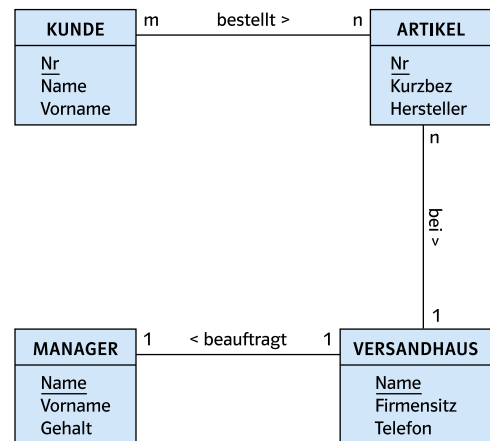 KUNDE
Nr
Name
Vorname
m bestellt > n
ARTIKEL
Nr
Kurzbez
Hersteller
n
bei >
1
MANAGER
Name
Vorname
Gehalt
1 < beauftragt 1
VERSANDHAUS
Name
Firmensitz
Telefon